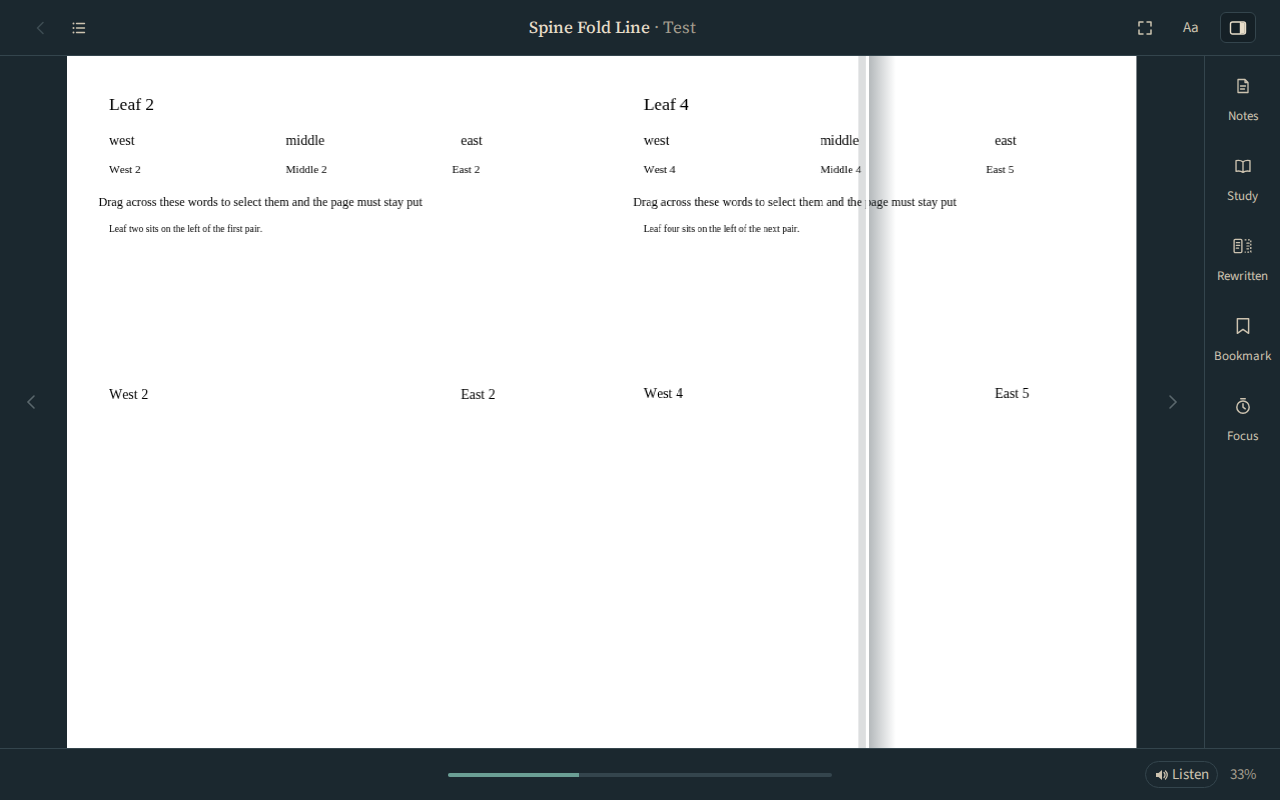 Spine Fold Line · Test
Aa
Leaf 2
west middle east
West 2 Middle 2 East 2
Drag across these words to select them and the page must stay put
Leaf two sits on the left of the first pair.
West 2 East 2
Leaf 4
west middle east
West 4 Middle 4 East 5
Drag across these words to select them and the page must stay put
Leaf four sits on the left of the next pair.
West 4 East 5
Notes
Study
Rewritten
Bookmark
Focus
Listen 33%